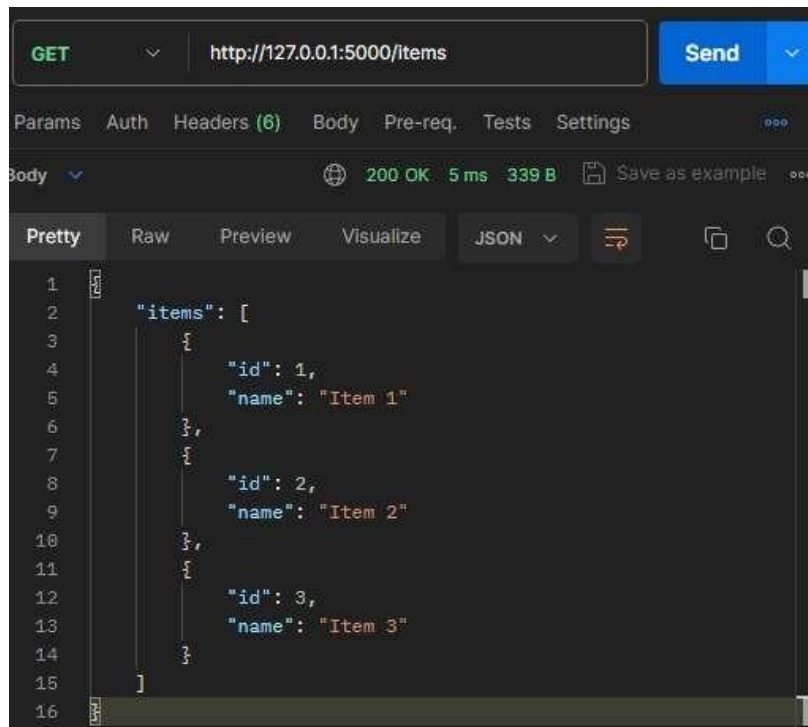 GET http://127.0.0.1:5000/items Send
Params Auth Headers (6) Body Pre-req. Tests Settings
Body 200 OK 5 ms 339 B Save as example
Pretty Raw Preview Visualize JSON
1 {
2 "items": [
3 {
4 "id": 1,
5 "name": "Item 1"
6 },
7 {
8 "id": 2,
9 "name": "Item 2"
10 },
11 {
12 "id": 3,
13 "name": "Item 3"
14 }
15 ]
16 }